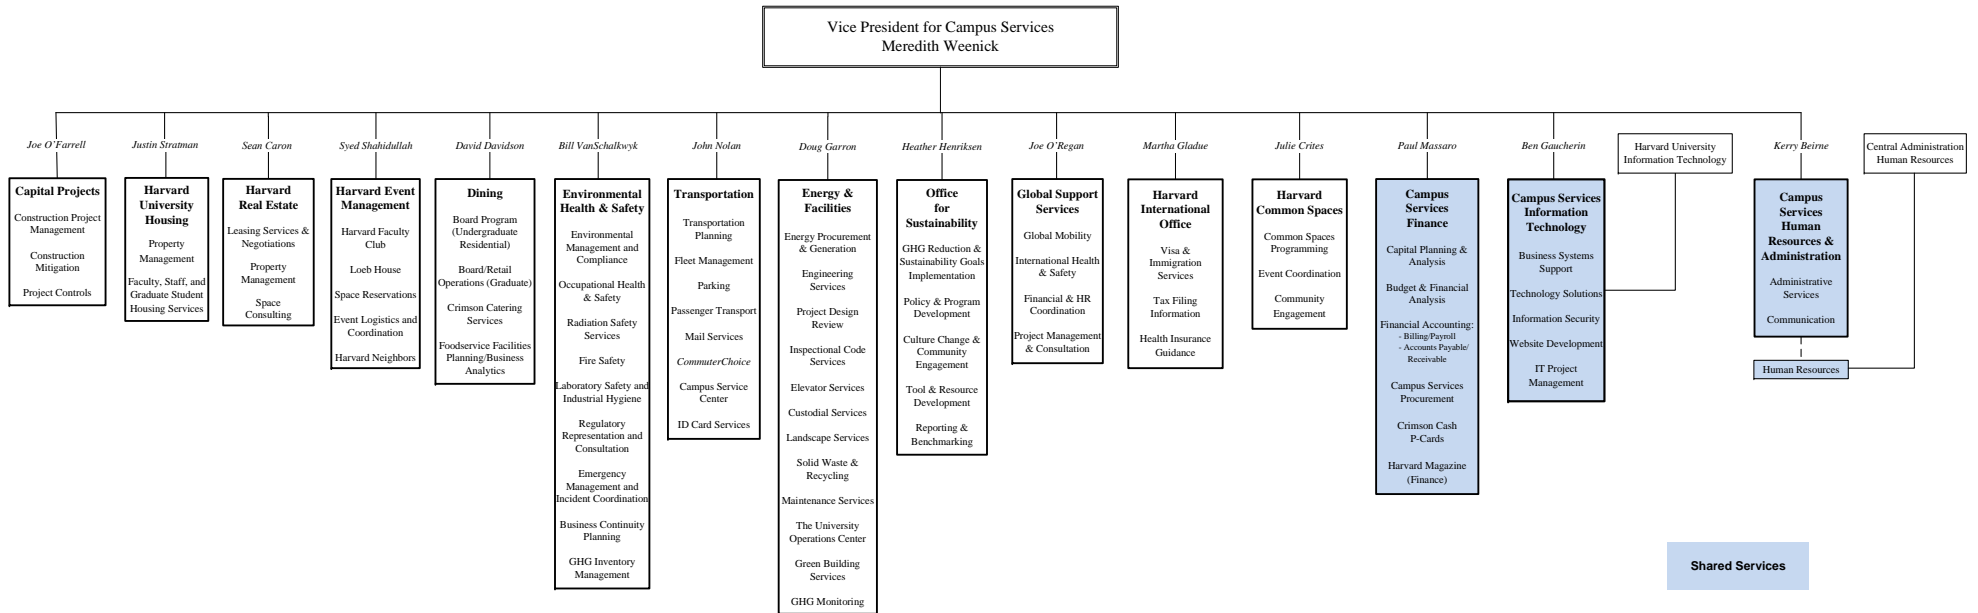 Vice President for Campus Services
Meredith Weenick
Joe O'Farrell
Capital Projects
Construction Project
Management
Construction
Mitigation
Project Controls
Justin Stratman
Harvard
University
Housing
Property
Management
Faculty, Staff, and
Graduate Student
Housing Services
Sean Caron
Harvard
Real Estate
Leasing Services &
Negotiations
Property
Management
Space
Consulting
Syed Shahidullah
Harvard Event
Management
Harvard Faculty
Club
Loeb House
Space Reservations
Event Logistics and
Coordination
Harvard Neighbors
David Davidson
Dining
Board Program
(Undergraduate
Residential)
Board/Retail
Operations (Graduate)
Crimson Catering
Services
Foodservice Facilities
Planning/Business
Analytics
Bill VanSchalkwyk
Environmental
Health & Safety
Environmental
Management and
Compliance
Occupational Health
& Safety
Radiation Safety
Services
Fire Safety
Laboratory Safety and
Industrial Hygiene
Regulatory
Representation and
Consultation
Emergency
Management and
Incident Coordination
Business Continuity
Planning
GHG Inventory
Management
John Nolan
Transportation
Transportation
Planning
Fleet Management
Parking
Passenger Transport
Mail Services
CommuterChoice
Campus Service
Center
ID Card Services
Doug Garron
Energy &
Facilities
Energy Procurement
& Generation
Engineering
Services
Project Design
Review
Inspectional Code
Services
Elevator Services
Custodial Services
Landscape Services
Solid Waste &
Recycling
Maintenance Services
The University
Operations Center
Green Building
Services
GHG Monitoring
Heather Henriksen
Office
for
Sustainability
GHG Reduction &
Sustainability Goals
Implementation
Policy & Program
Development
Culture Change &
Community
Engagement
Tool & Resource
Development
Reporting &
Benchmarking
Joe O'Regan
Global Support
Services
Global Mobility
International Health
& Safety
Financial & HR
Coordination
Project Management
& Consultation
Martha Gladue
Harvard
International
Office
Visa &
Immigration
Services
Tax Filing
Information
Health Insurance
Guidance
Julie Crites
Harvard
Common Spaces
Common Spaces
Programming
Event Coordination
Community
Engagement
Paul Massaro
Campus
Services
Finance
Capital Planning &
Analysis
Budget & Financial
Analysis
Financial Accounting:
- Billing/Payroll
- Accounts Payable/
Receivable
Campus Services
Procurement
Crimson Cash
P-Cards
Harvard Magazine
(Finance)
Ben Gaucherin
Campus Services
Information
Technology
Business Systems
Support
Technology Solutions
Information Security
Website Development
IT Project
Management
Harvard University
Information Technology
Kerry Beirne
Campus
Services
Human
Resources &
Administration
Administrative
Services
Communication
Human Resources
Central Administration
Human Resources
Shared Services